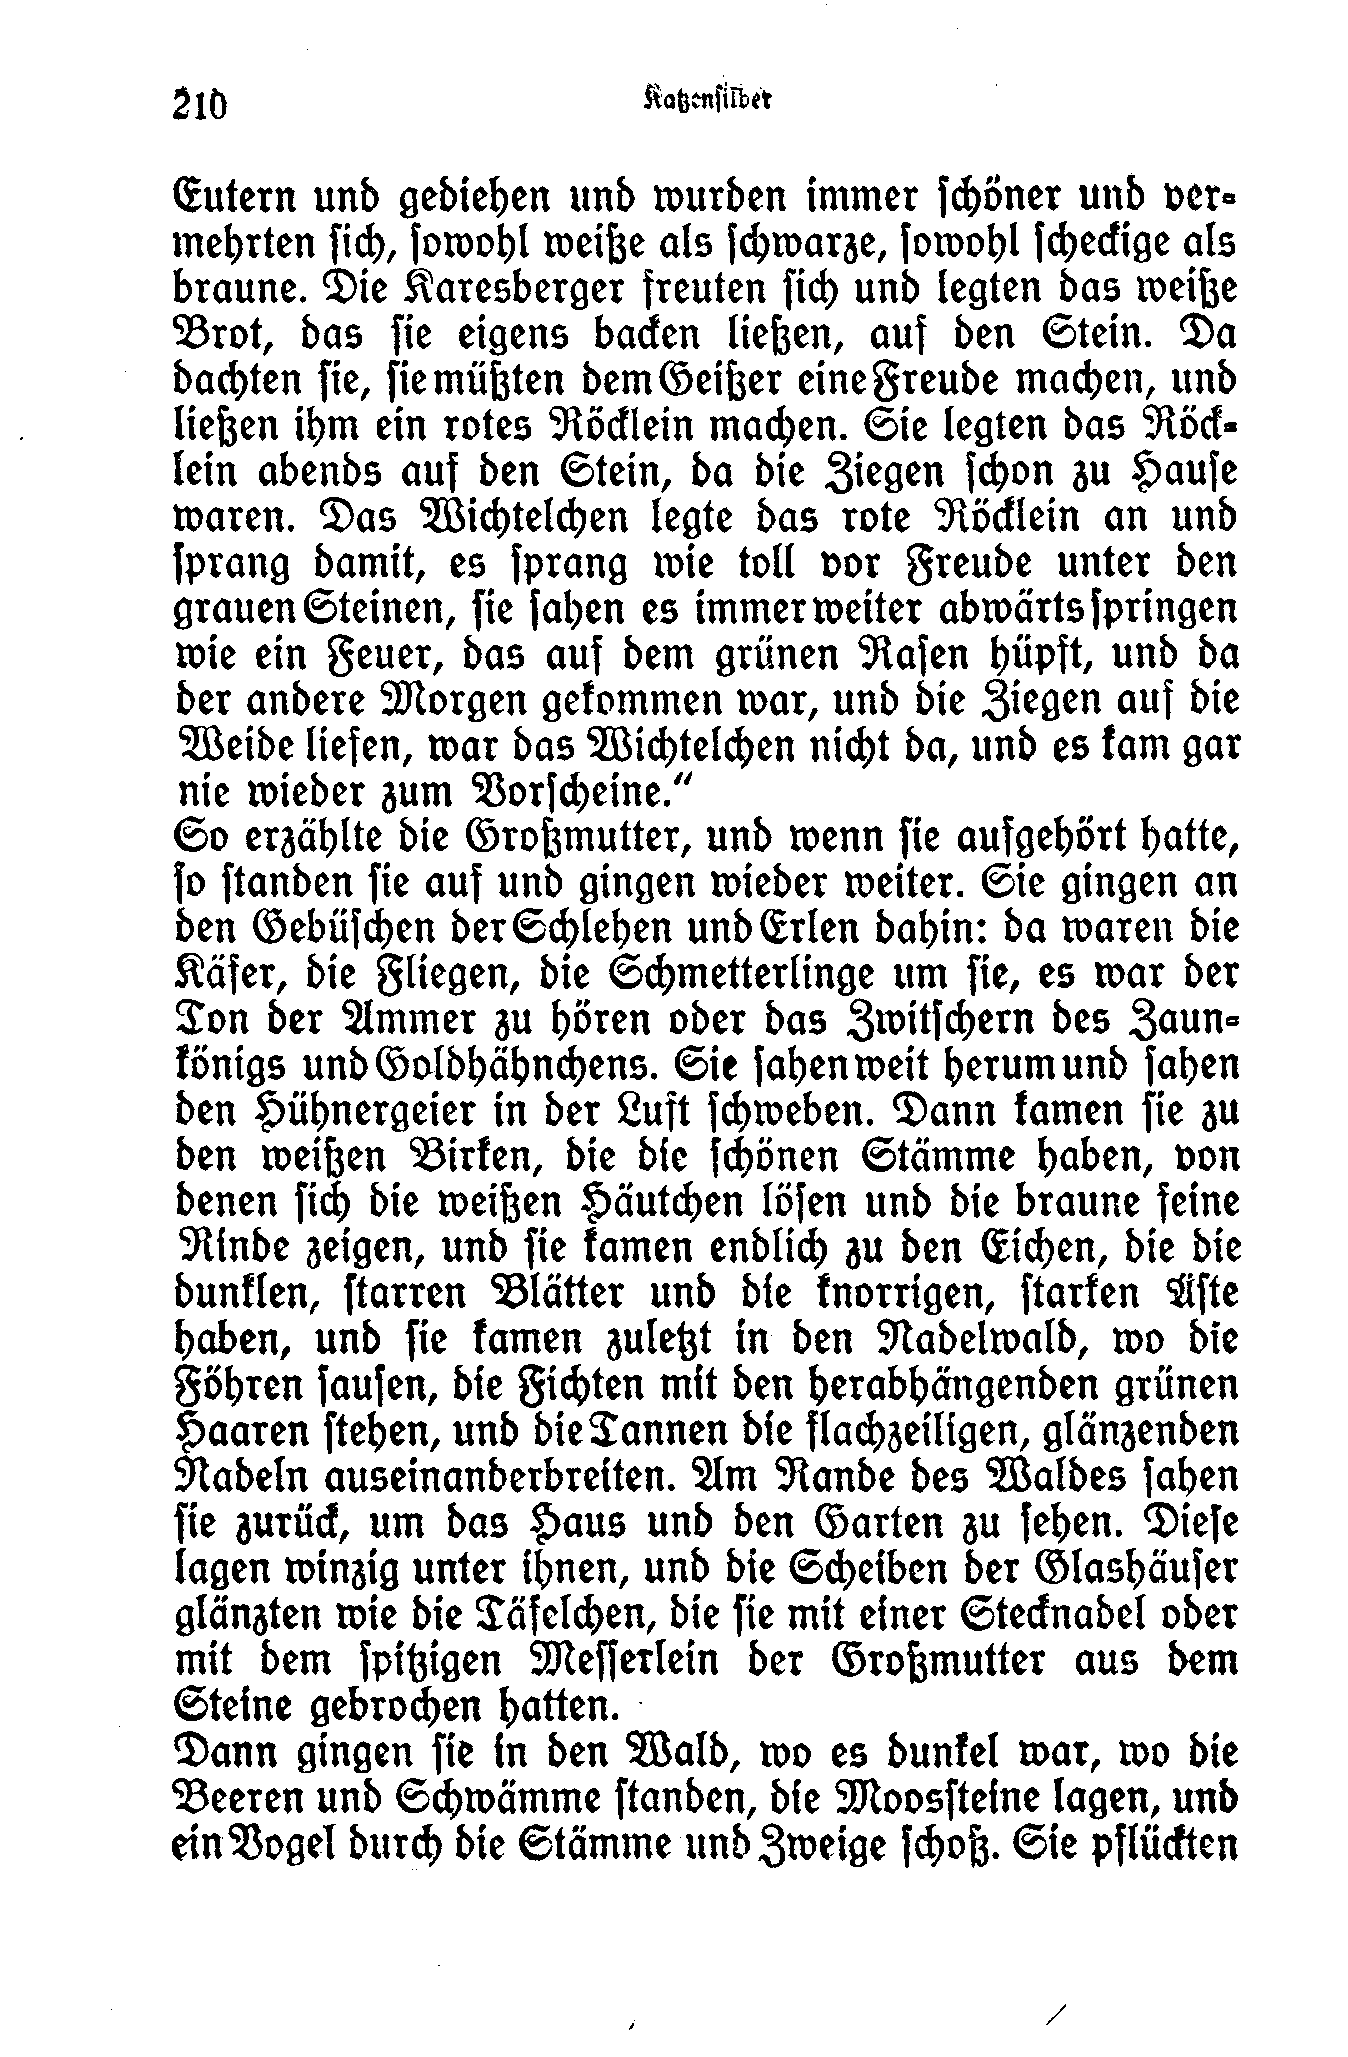 210
Katzensilber
Eutern und gediehen und wurden immer schöner und ver-
mehrten sich, sowohl weiße als schwarze, sowohl scheckige als
braune. Die Karesberger freuten sich und legten das weiße
Brot, das sie eigens backen ließen, auf den Stein. Da
dachten sie, sie müßten dem Geißer eine Freude machen, und
ließen ihm ein rotes Röcklein machen. Sie legten das Röck-
lein abends auf den Stein, da die Ziegen schon zu Hause
waren. Das Wichtelchen legte das rote Röcklein an und
sprang damit, es sprang wie toll vor Freude unter den
grauen Steinen, sie sahen es immer weiter abwärts springen
wie ein Feuer, das auf dem grünen Rasen hüpft, und da
der andere Morgen gekommen war, und die Ziegen auf die
Weide liefen, war das Wichtelchen nicht da, und es kam gar
nie wieder zum Vorscheine.“
So erzählte die Großmutter, und wenn sie aufgehört hatte,
so standen sie auf und gingen wieder weiter. Sie gingen an
den Gebüschen der Schlehen und Erlen dahin: da waren die
Käfer, die Fliegen, die Schmetterlinge um sie, es war der
Ton der Ammer zu hören oder das Zwitschern des Zaun-
königs und Goldhähnchens. Sie sahen weit herum und sahen
den Hühnergeier in der Luft schweben. Dann kamen sie zu
den weißen Birken, die die schönen Stämme haben, von
denen sich die weißen Häutchen lösen und die braune feine
Rinde zeigen, und sie kamen endlich zu den Eichen, die die
dunklen, starren Blätter und die knorrigen, starken Äste
haben, und sie kamen zuletzt in den Nadelwald, wo die
Föhren sausen, die Fichten mit den herabhängenden grünen
Haaren stehen, und die Tannen die flachzeiligen, glänzenden
Nadeln auseinanderbreiten. Am Rande des Waldes sahen
sie zurück, um das Haus und den Garten zu sehen. Diese
lagen winzig unter ihnen, und die Scheiben der Glashäuser
glänzten wie die Täfelchen, die sie mit einer Stecknadel oder
mit dem spitzigen Messerlein der Großmutter aus dem
Steine gebrochen hatten.
Dann gingen sie in den Wald, wo es dunkel war, wo die
Beeren und Schwämme standen, die Moossteine lagen, und
ein Vogel durch die Stämme und Zweige schoß. Sie pflückten